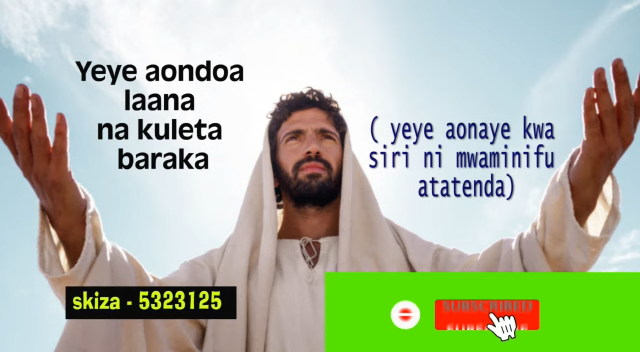 Yeye aondoa
laana
na kuleta
baraka
( yeye aonaye kwa
siri ni mwaminifu
atatenda)
skiza - 5323125